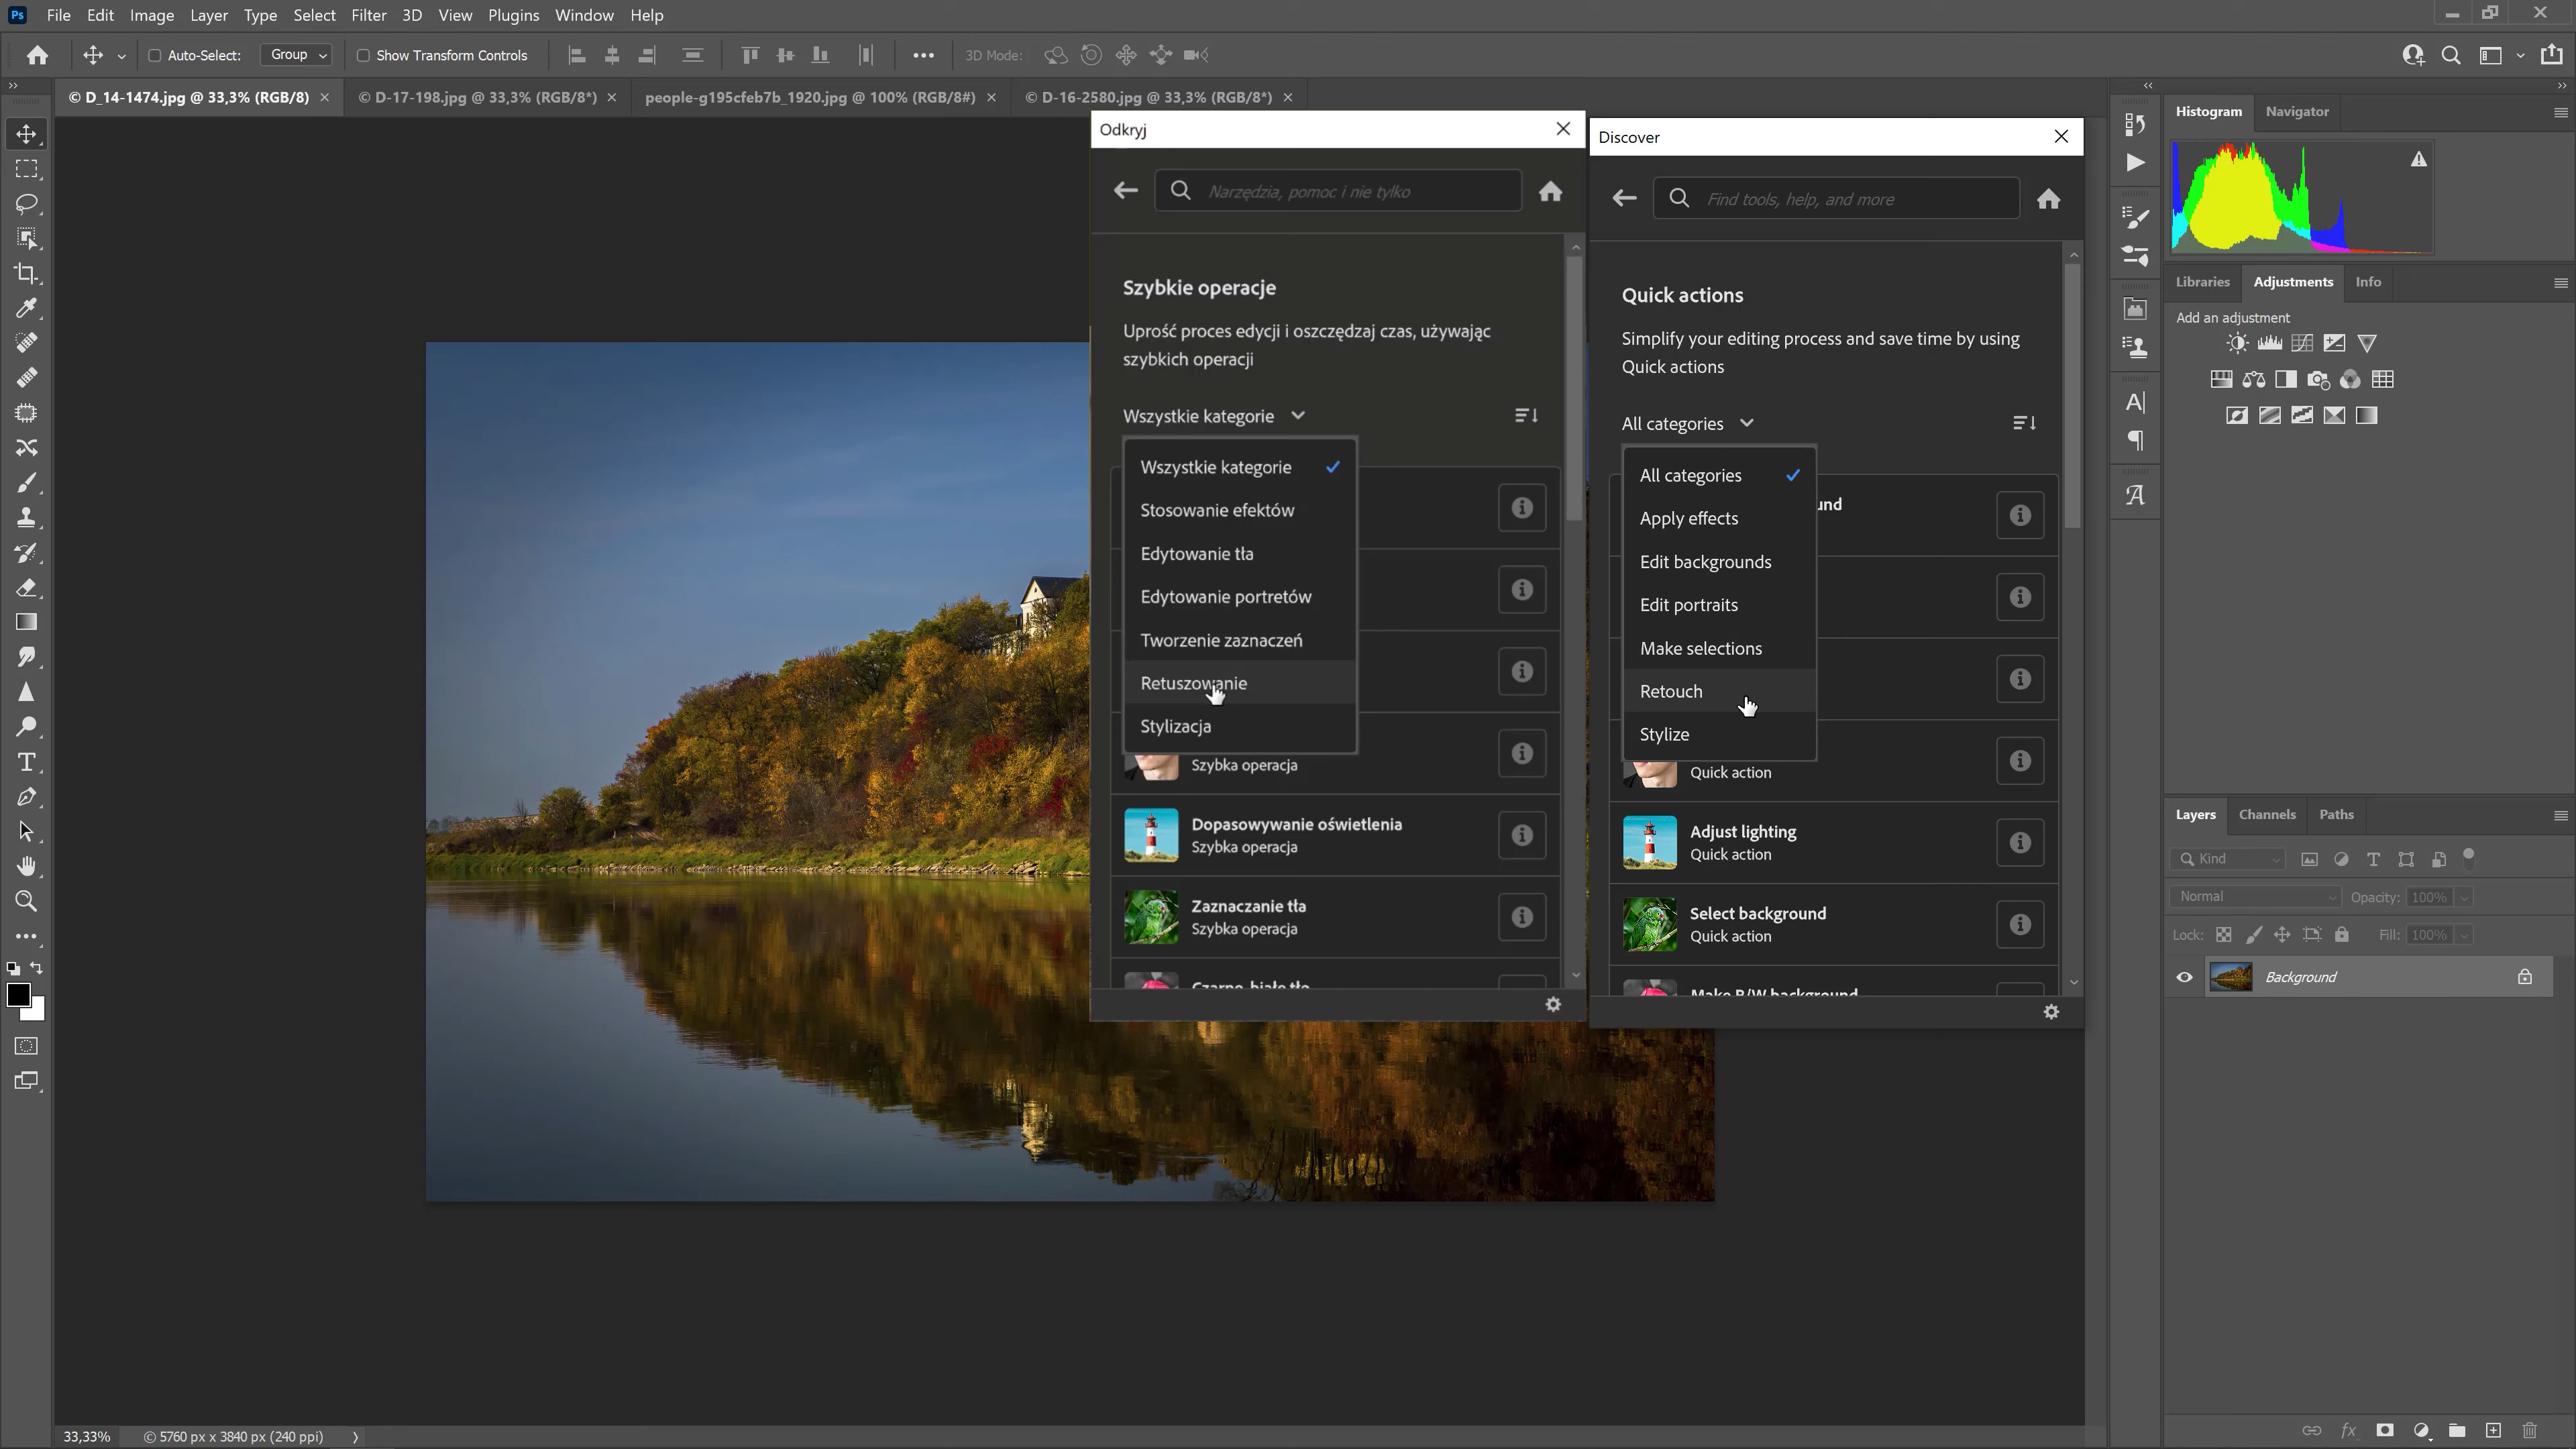 Ps File Edit Image Layer Type Select Filter 3D View Plugins Window Help
Auto-Select: Group Show Transform Controls 3D Mode:
© D_14-1474.jpg @ 33,3% (RGB/8) × © D-17-198.jpg @ 33,3% (RGB/8*) × people-g195cfeb7b_1920.jpg @ 100% (RGB/8#) × © D-16-2580.jpg @ 33,3% (RGB/8*) ×
Odkryj
Narzędzia, pomoc i nie tylko
Szybkie operacje
Uprość proces edycji i oszczędzaj czas, używając
szybkich operacji
Wszystkie kategorie
Wszystkie kategorie
Stosowanie efektów
Edytowanie tła
Edytowanie portretów
Tworzenie zaznaczeń
Retuszowanie
Stylizacja
Szybka operacja
Dopasowywanie oświetlenia
Szybka operacja
Zaznaczanie tła
Szybka operacja
Czarno-białe tło
Discover
Find tools, help, and more
Quick actions
Simplify your editing process and save time by using
Quick actions
All categories
und
All categories
Apply effects
Edit backgrounds
Edit portraits
Make selections
Retouch
Stylize
Quick action
Adjust lighting
Quick action
Select background
Quick action
Make B/W background
Histogram Navigator
Libraries Adjustments Info
Add an adjustment
Layers Channels Paths
Kind
Normal Opacity: 100%
Lock: Fill: 100%
Background
fx
33,33% © 5760 px x 3840 px (240 ppi)